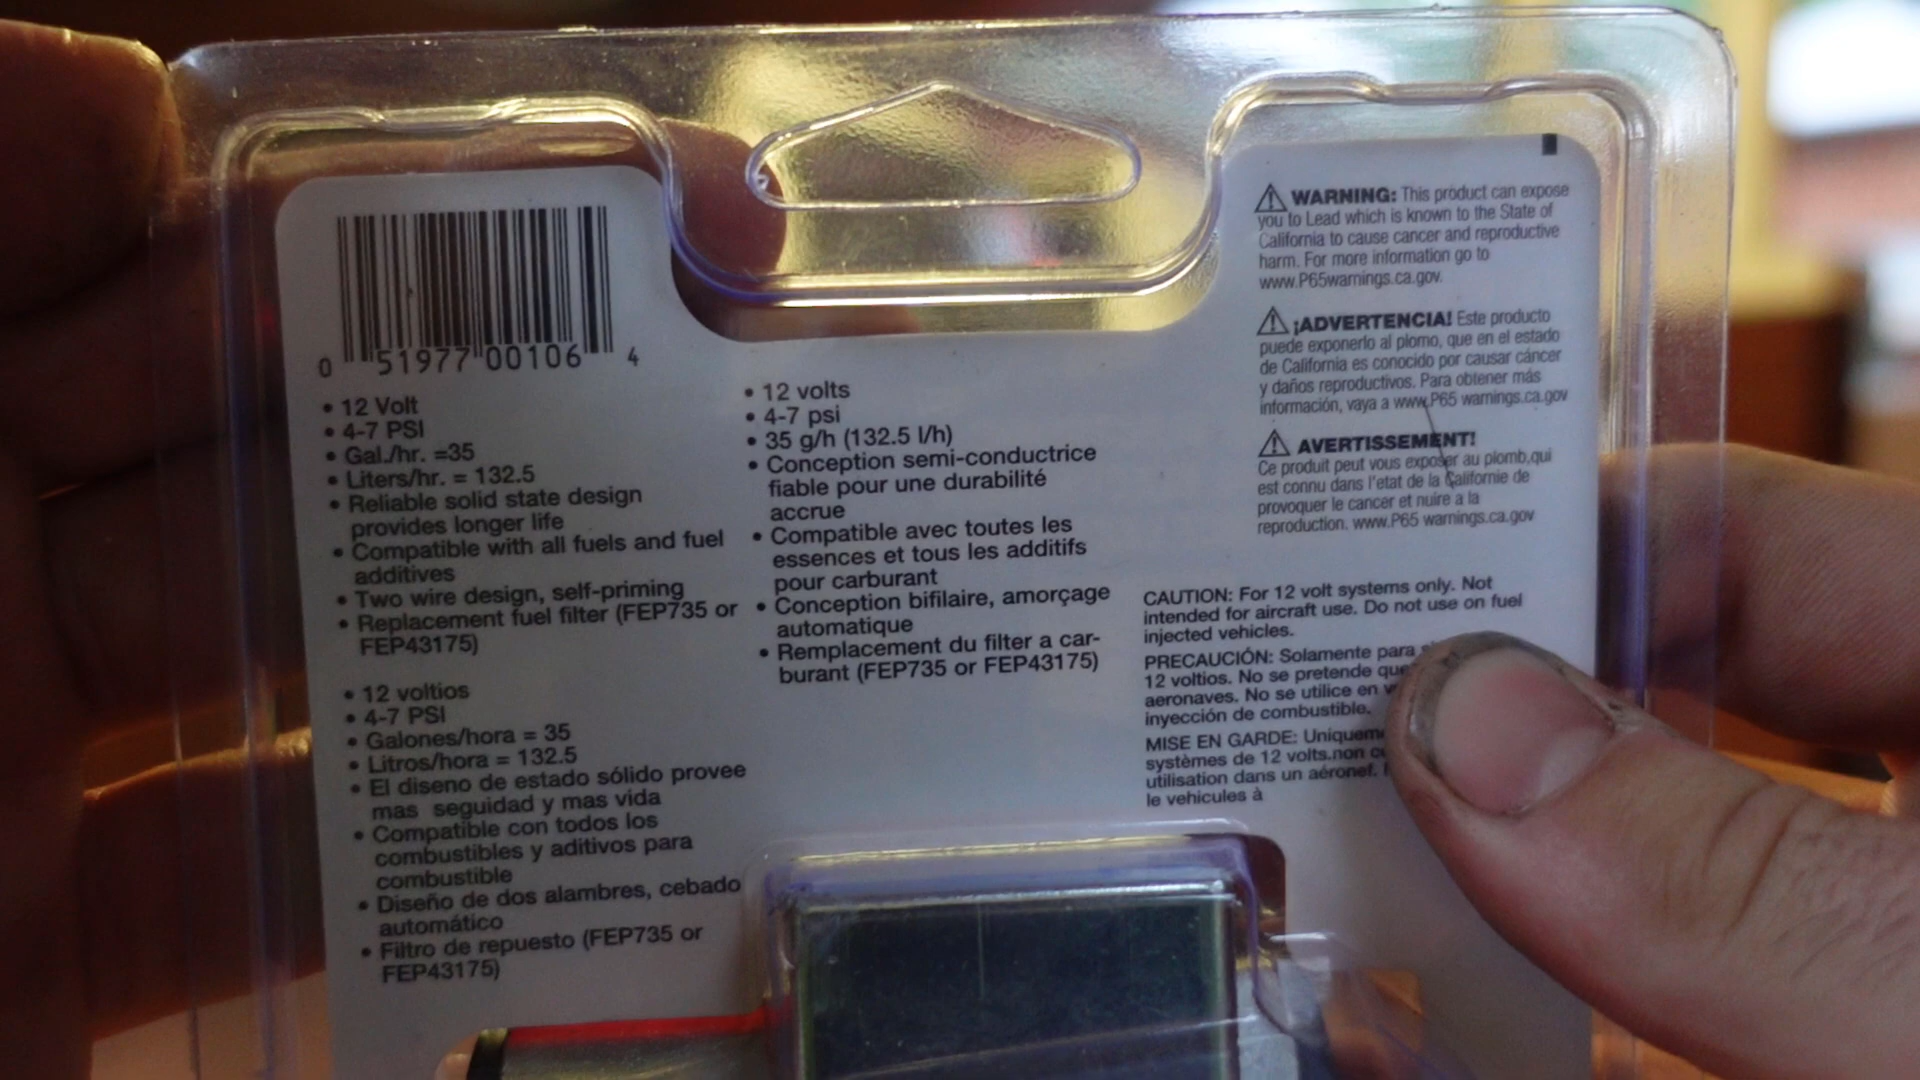 0 51977 00106 4
• 12 Volt
• 4-7 PSI
• Gal./hr. =35
• Liters/hr. = 132.5
• Reliable solid state design
provides longer life
• Compatible with all fuels and fuel
additives
• Two wire design, self-priming
• Replacement fuel filter (FEP735 or
FEP43175)
• 12 voltios
• 4-7 PSI
• Galones/hora = 35
• Litros/hora = 132.5
• El diseno de estado sólido provee
mas seguidad y mas vida
• Compatible con todos los
combustibles y aditivos para
combustible
• Diseño de dos alambres, cebado
automático
• Filtro de repuesto (FEP735 or
FEP43175)
• 12 volts
• 4-7 psi
• 35 g/h (132.5 l/h)
• Conception semi-conductrice
fiable pour une durabilité
accrue
• Compatible avec toutes les
essences et tous les additifs
pour carburant
• Conception bifilaire, amorçage
automatique
• Remplacement du filter a car-
burant (FEP735 or FEP43175)
⚠ WARNING: This product can expose
you to Lead which is known to the State of
California to cause cancer and reproductive
harm. For more information go to
www.P65warnings.ca.gov.
⚠ ¡ADVERTENCIA! Este producto
puede exponerlo al plomo, que en el estado
de California es conocido por causar cáncer
y daños reproductivos. Para obtener más
información, vaya a www.P65 warnings.ca.gov
⚠ AVERTISSEMENT!
Ce produit peut vous exposer au plomb,qui
est connu dans l'etat de la Californie de
provoquer le cancer et nuire a la
reproduction. www.P65 warnings.ca.gov
CAUTION: For 12 volt systems only. Not
intended for aircraft use. Do not use on fuel
injected vehicles.
PRECAUCIÓN: Solamente para
12 voltios. No se pretende que
aeronaves. No se utilice en
inyección de combustible.
MISE EN GARDE:
systèmes de 12 volts.non
utilisation dans un aéronef.
le vehicules à